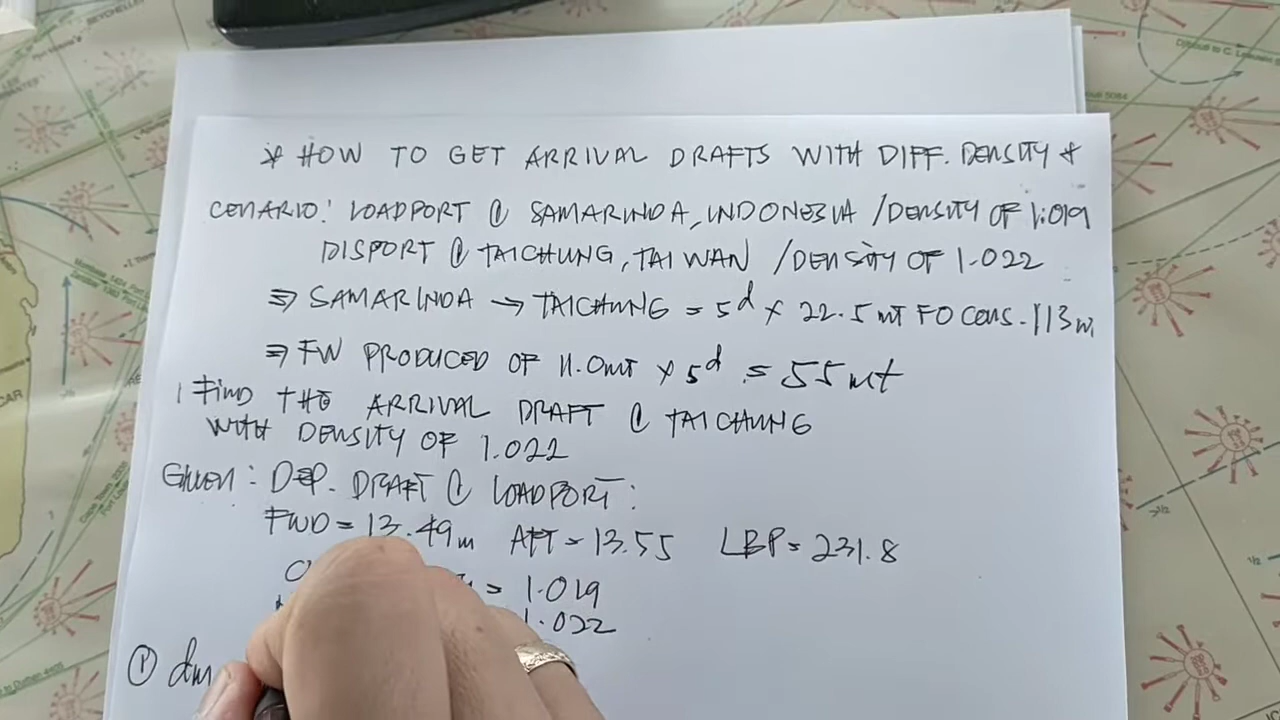 * HOW TO GET ARRIVAL DRAFTS WITH DIFF. DENSITY *
CENARIO: LOADPORT @ SAMARINDA, INDONESIA / DENSITY OF 1.019
DISPORT @ TAICHUNG, TAIWAN / DENSITY OF 1.022
⇒ SAMARINDA → TAICHUNG = 5d x 22.5 MT FO CONS. 113 m
⇒ FW PRODUCED OF 11.0MT x 5d = 55 MT
1 FIND THE ARRIVAL DRAFT @ TAICHUNG
WITH DENSITY OF 1.022
GIVEN: DEP. DRAFT @ LOADPORT:
FWD = 13.49m AFT = 13.55 LBP = 231.8
= 1.019
1.022
① dm